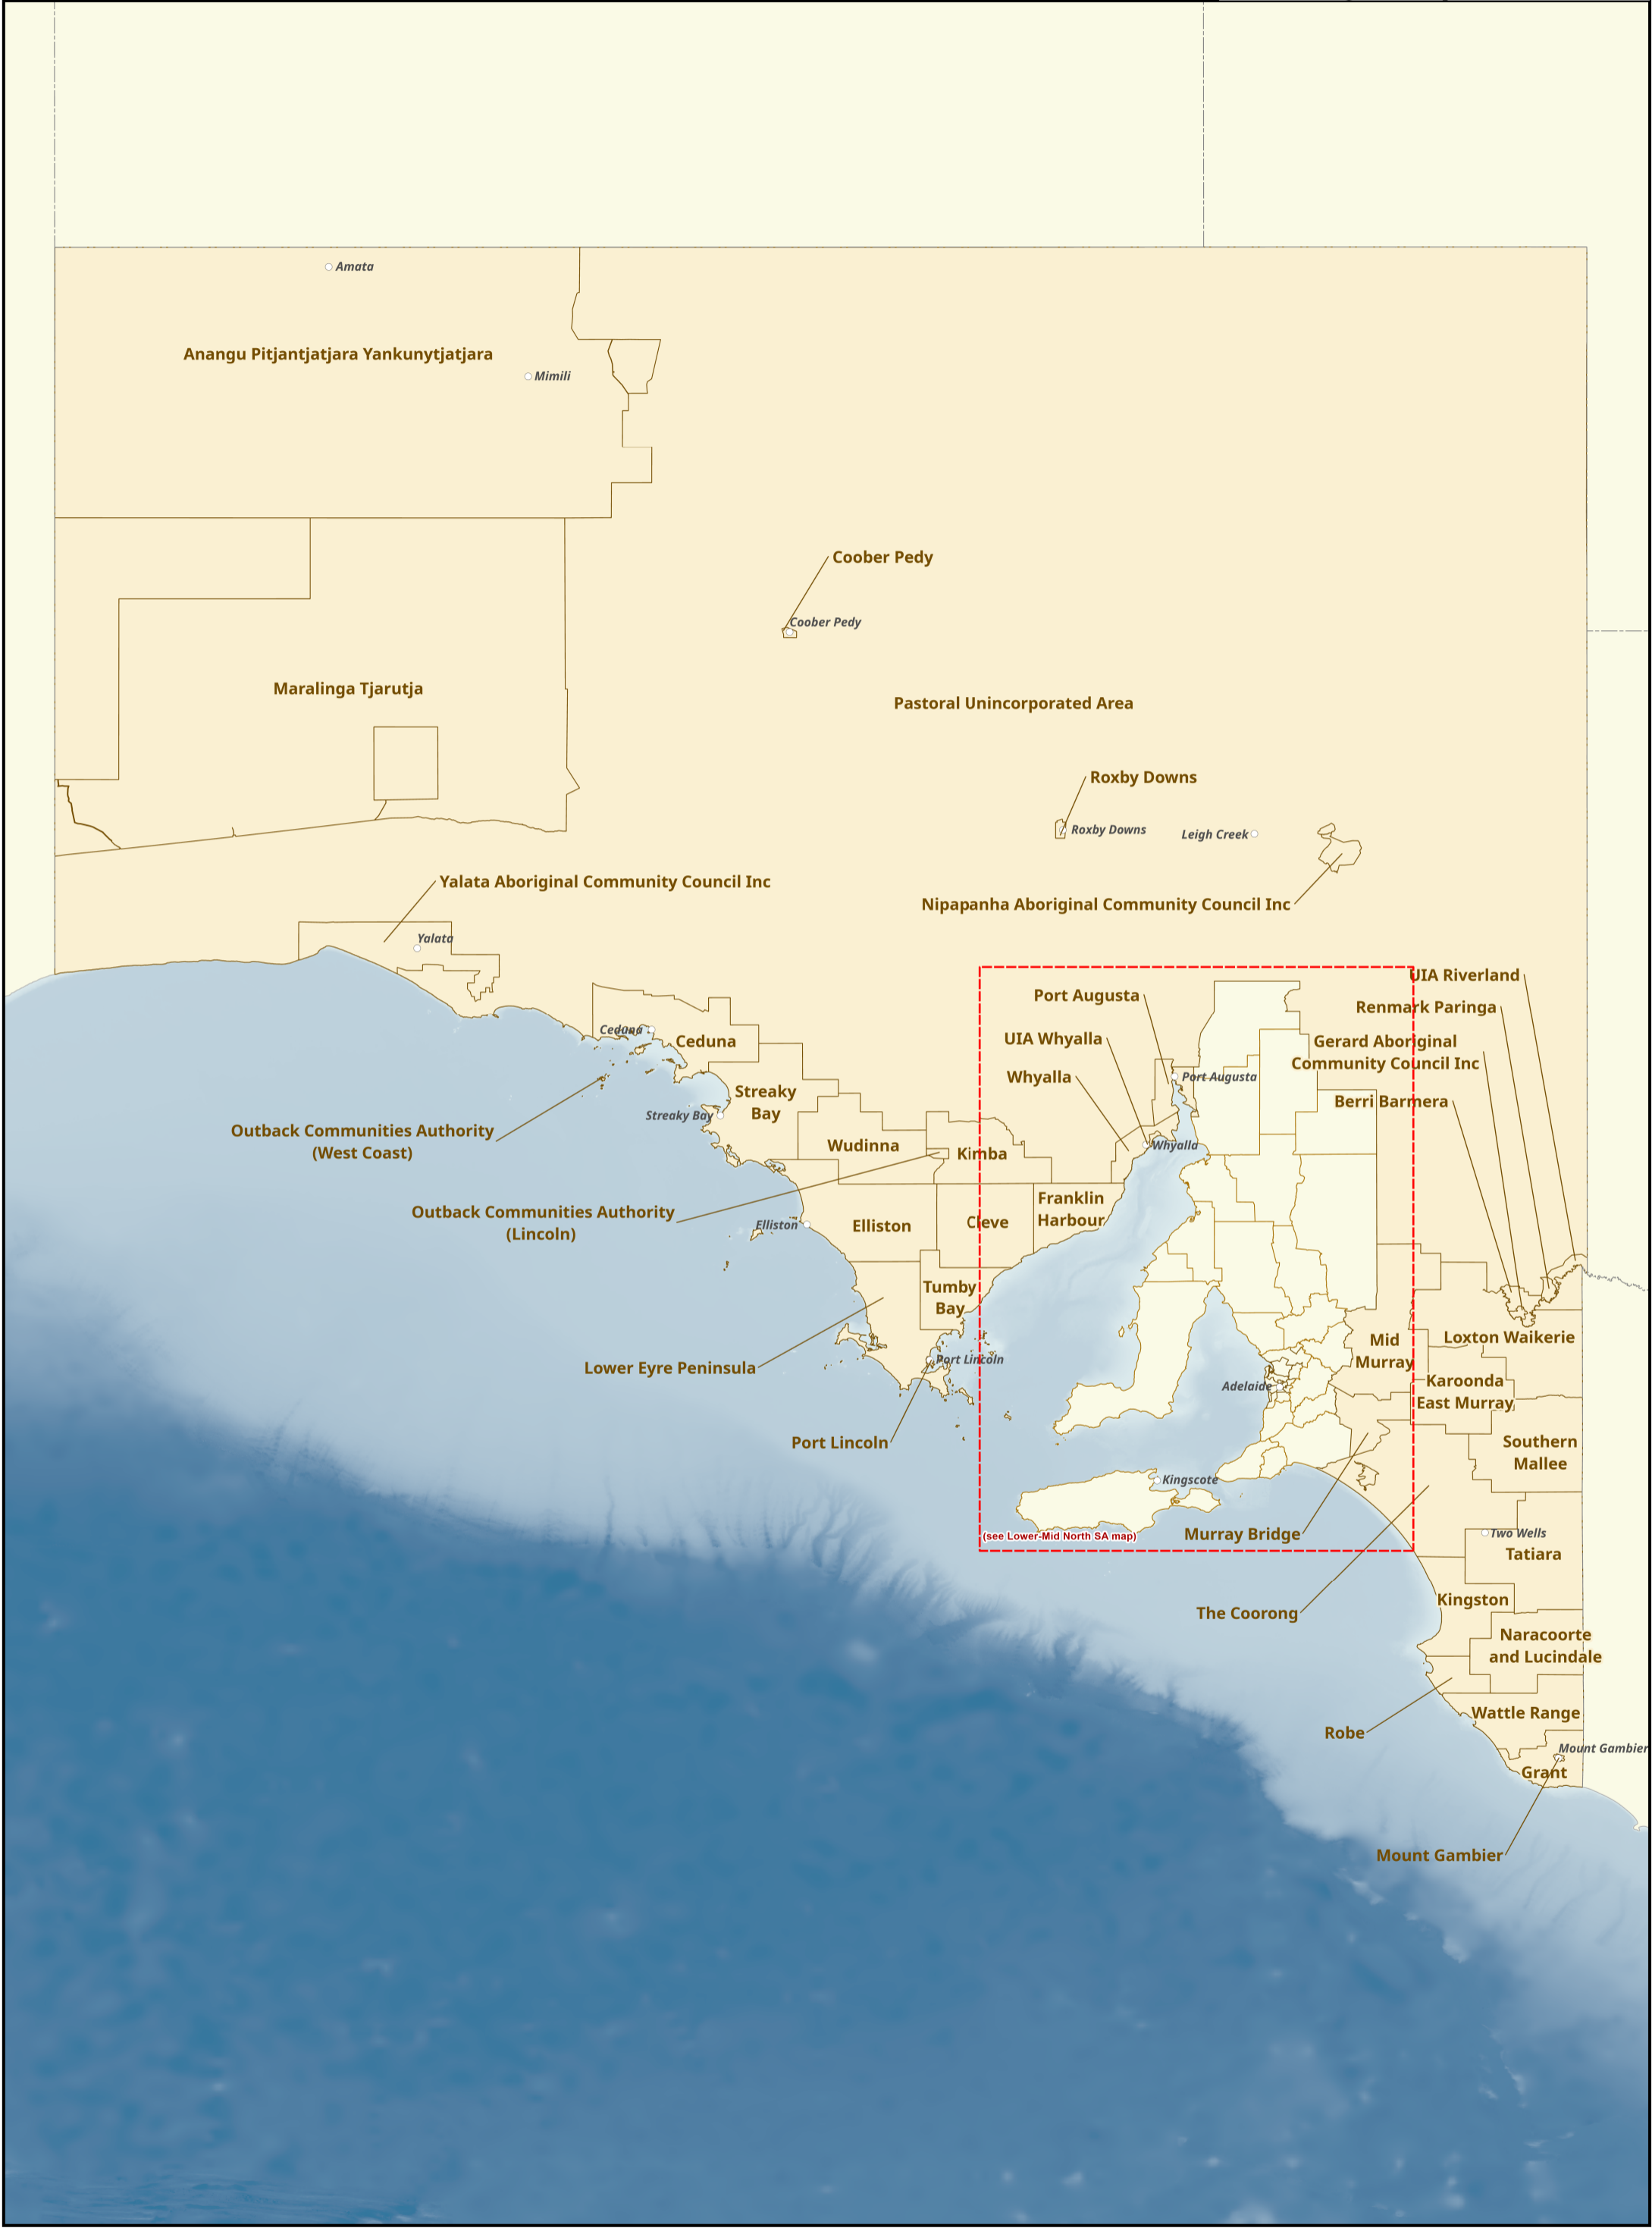 Amata
Anangu Pitjantjatjara Yankunytjatjara
Mimili
Coober Pedy
Coober Pedy
Maralinga Tjarutja
Pastoral Unincorporated Area
Roxby Downs
Roxby Downs
Leigh Creek
Yalata Aboriginal Community Council Inc
Nipapanha Aboriginal Community Council Inc
Yalata
UIA Riverland
Port Augusta
Renmark Paringa
Ceduna
Ceduna
UIA Whyalla
Gerard Aboriginal
Community Council Inc
Whyalla
Port Augusta
Streaky
Bay
Berri Barmera
Streaky Bay
Outback Communities Authority
(West Coast)
Wudinna
Kimba
Whyalla
Outback Communities Authority
(Lincoln)
Elliston
Elliston
Cleve
Franklin
Harbour
Tumby
Bay
Lower Eyre Peninsula
Port Lincoln
Mid
Murray
Loxton Waikerie
Adelaide
Karoonda
East Murray
Port Lincoln
Southern
Mallee
Kingscote
(see Lower-Mid North SA map)
Murray Bridge
Two Wells
Tatiara
The Coorong
Kingston
Naracoorte
and Lucindale
Robe
Wattle Range
Mount Gambier
Grant
Mount Gambier